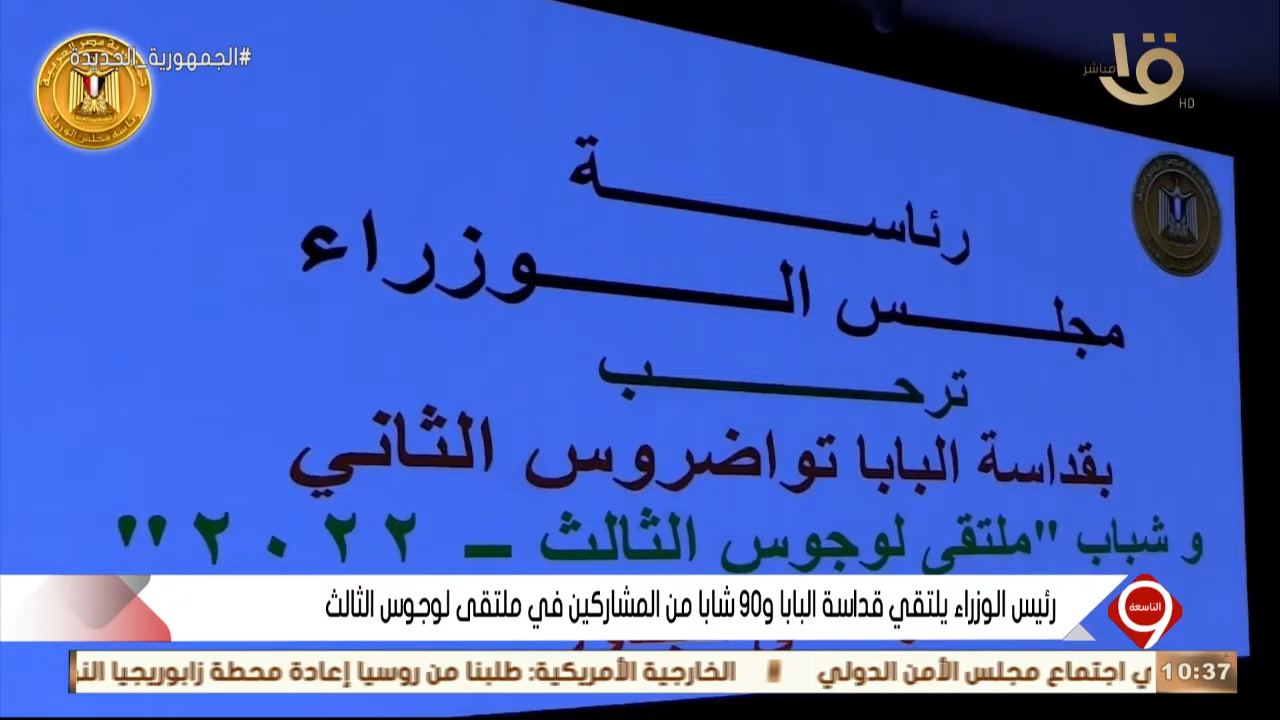 #الجمهورية_الجديدة
مباشر
HD
رئاسة
مجلس الوزراء
ترحب
بقداسة البابا تواضروس الثاني
و شباب "ملتقى لوجوس الثالث – ٢٠٢٢"
رئيس الوزراء يلتقي قداسة البابا و90 شابا من المشاركين في ملتقى لوجوس الثالث
التاسعة
9
10:37 ي اجتماع مجلس الأمن الدولي الخارجية الأمريكية: طلبنا من روسيا إعادة محطة زابوريجيا